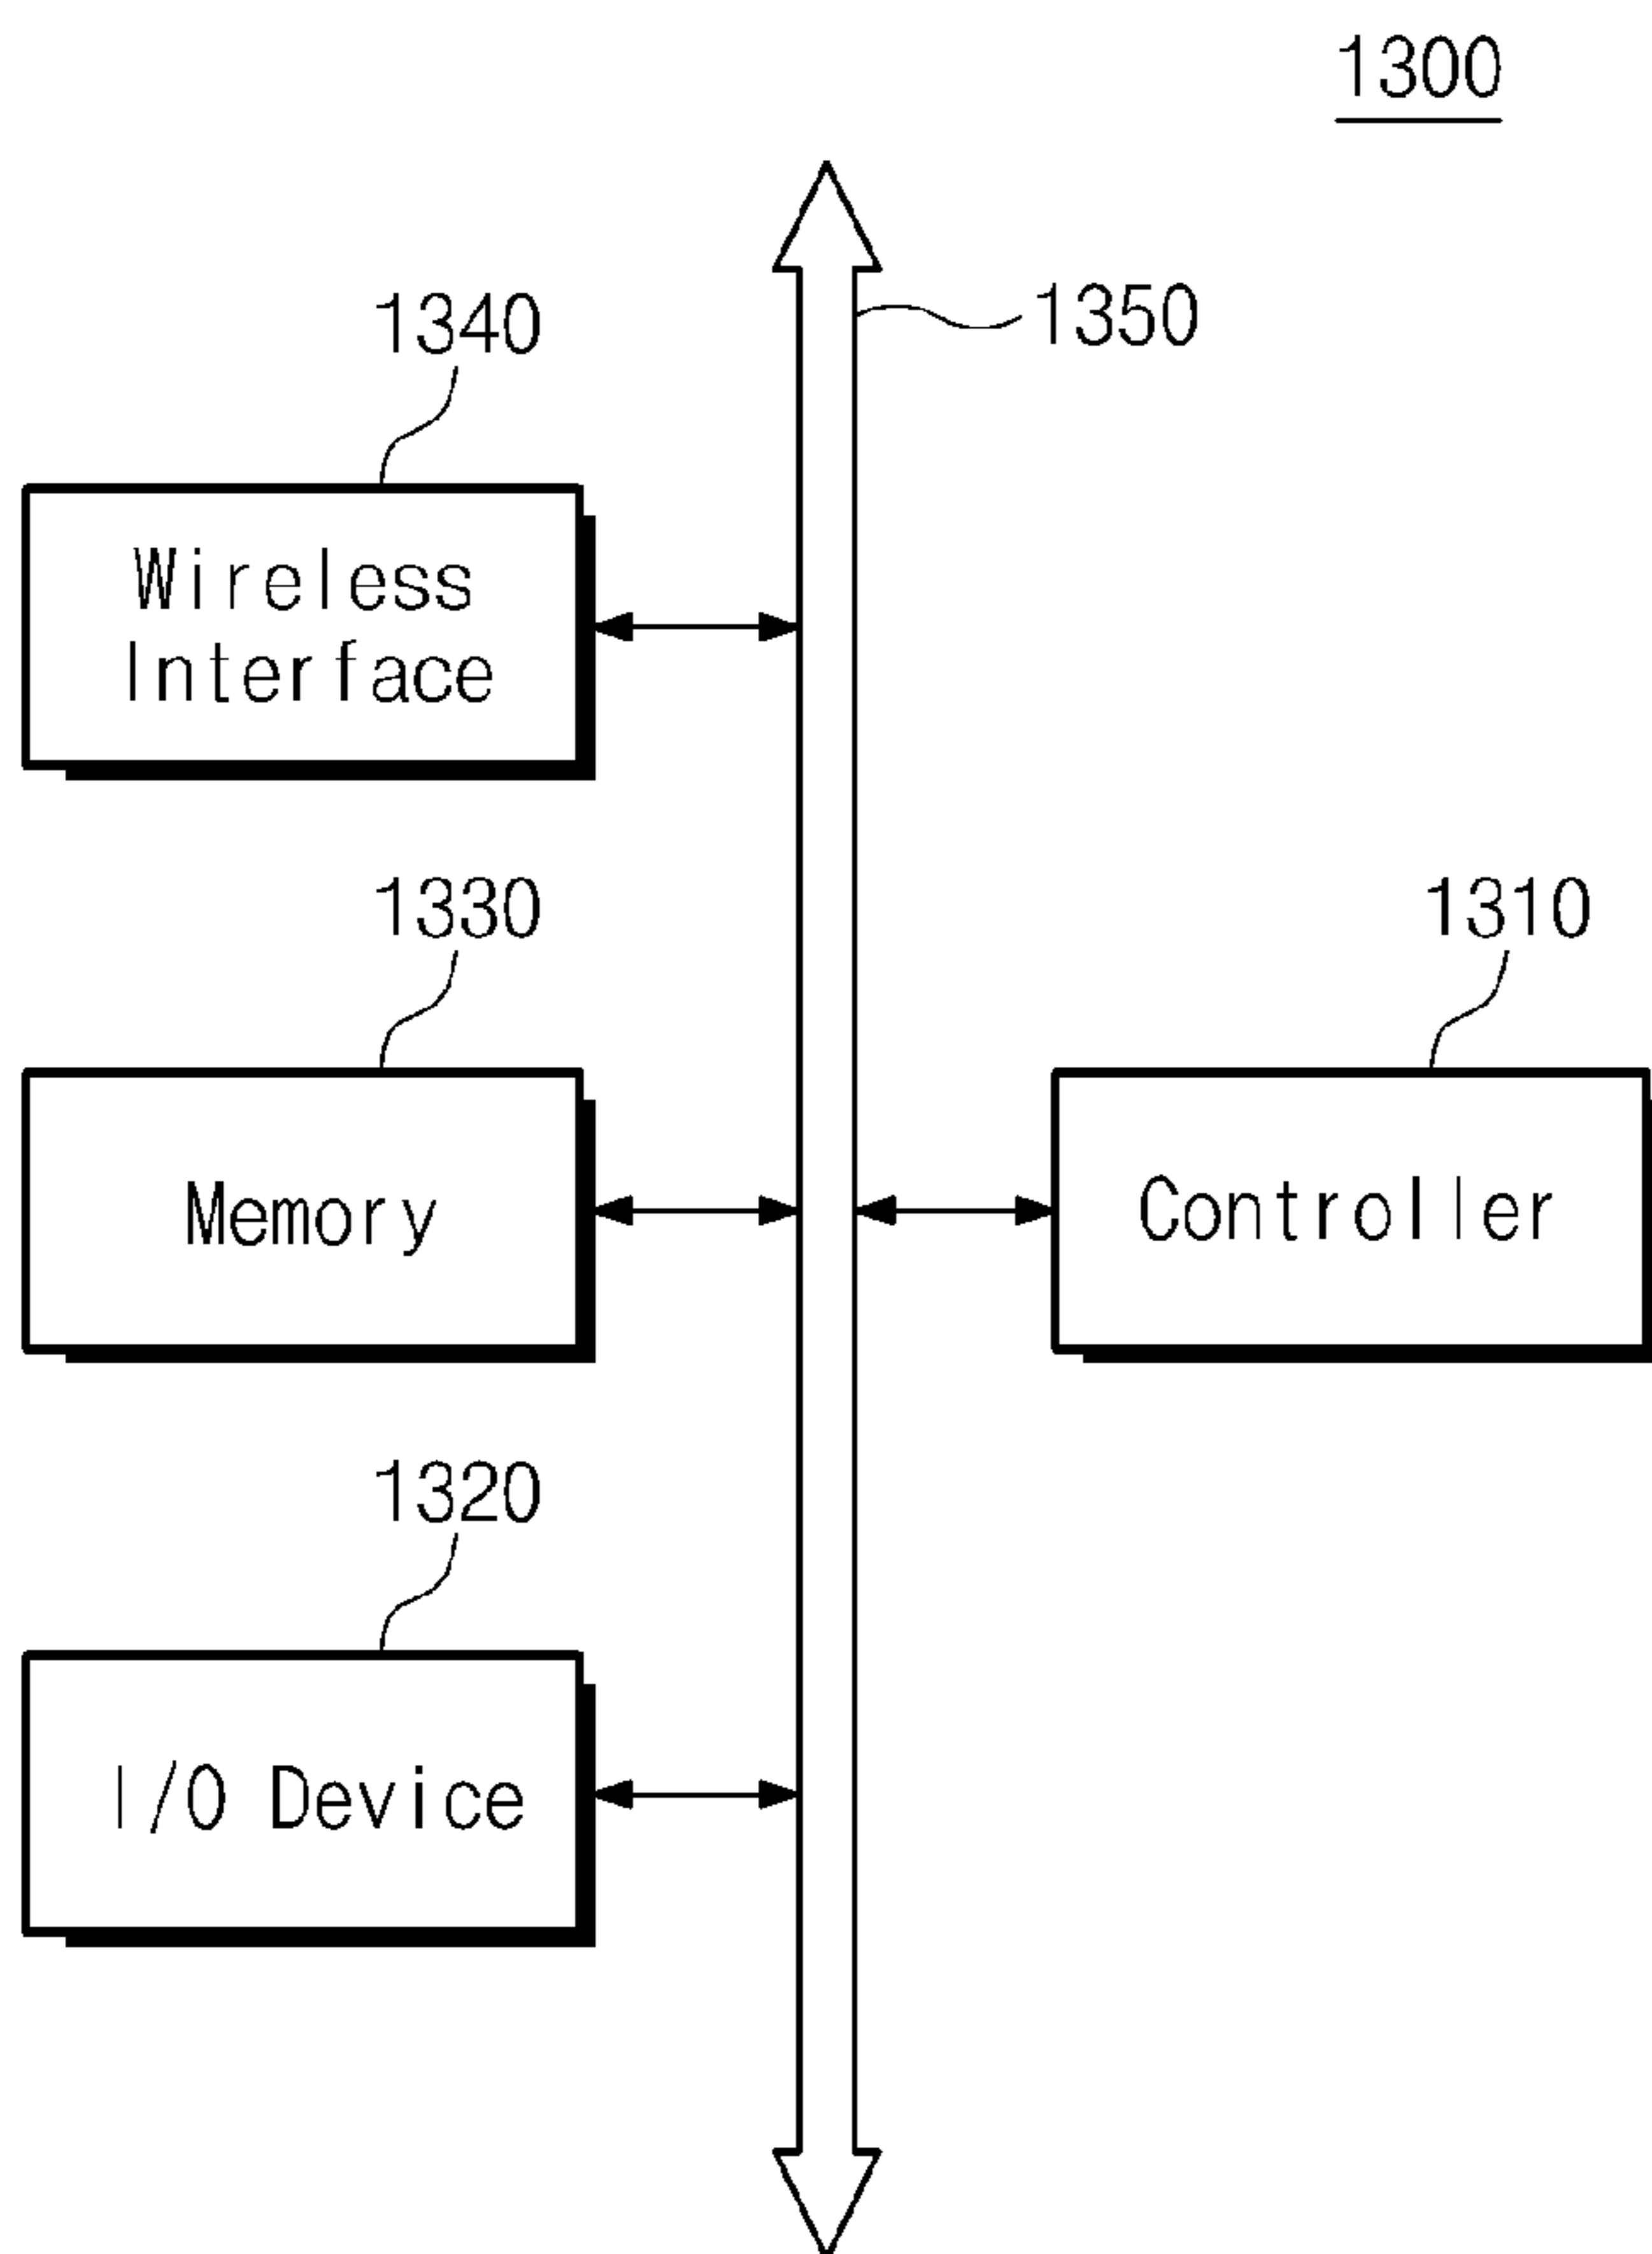 1300
1350
1340
Wireless
Interface
1330
1310
Memory
Controller
1320
I/O Device